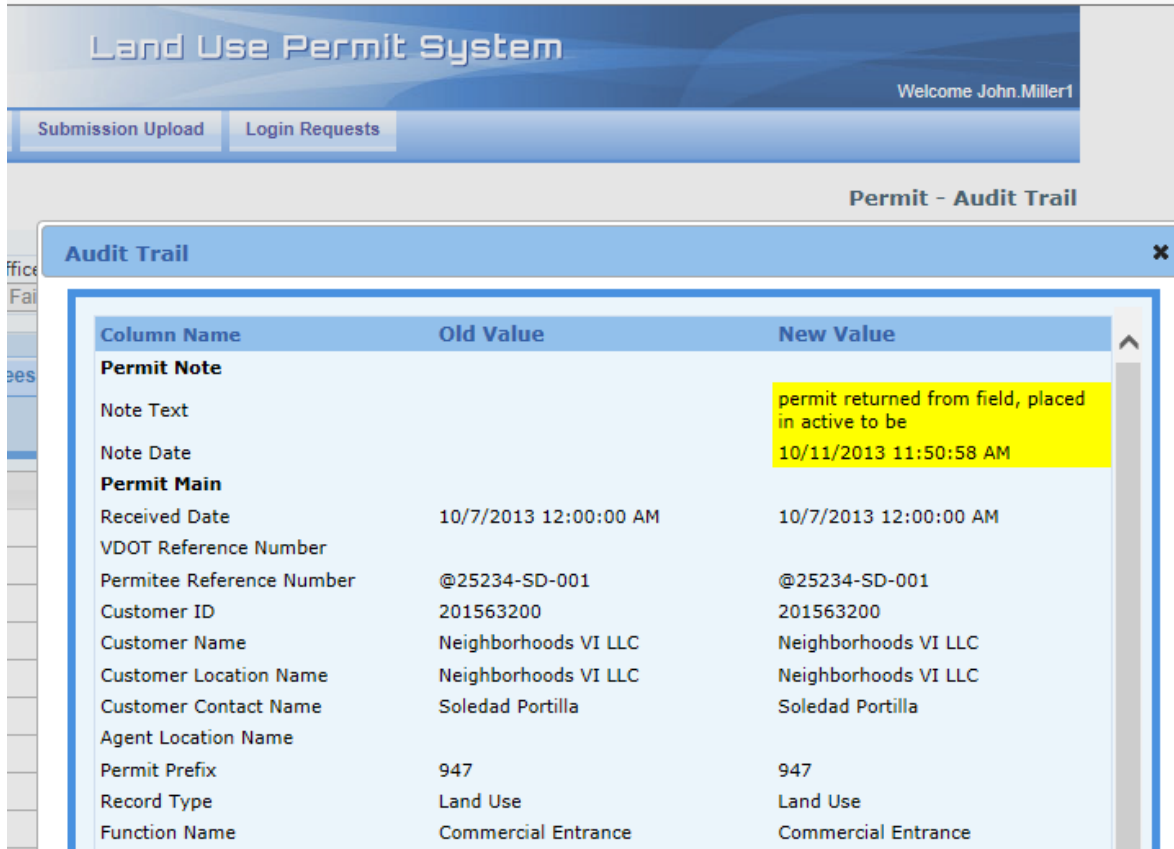 Land Use Permit System
Welcome John.Miller1
Submission Upload Login Requests
Permit - Audit Trail
Audit Trail
Column Name Old Value New Value
Permit Note
Note Text permit returned from field, placed
in active to be
Note Date 10/11/2013 11:50:58 AM
Permit Main
Received Date 10/7/2013 12:00:00 AM 10/7/2013 12:00:00 AM
VDOT Reference Number
Permitee Reference Number @25234-SD-001 @25234-SD-001
Customer ID 201563200 201563200
Customer Name Neighborhoods VI LLC Neighborhoods VI LLC
Customer Location Name Neighborhoods VI LLC Neighborhoods VI LLC
Customer Contact Name Soledad Portilla Soledad Portilla
Agent Location Name
Permit Prefix 947 947
Record Type Land Use Land Use
Function Name Commercial Entrance Commercial Entrance